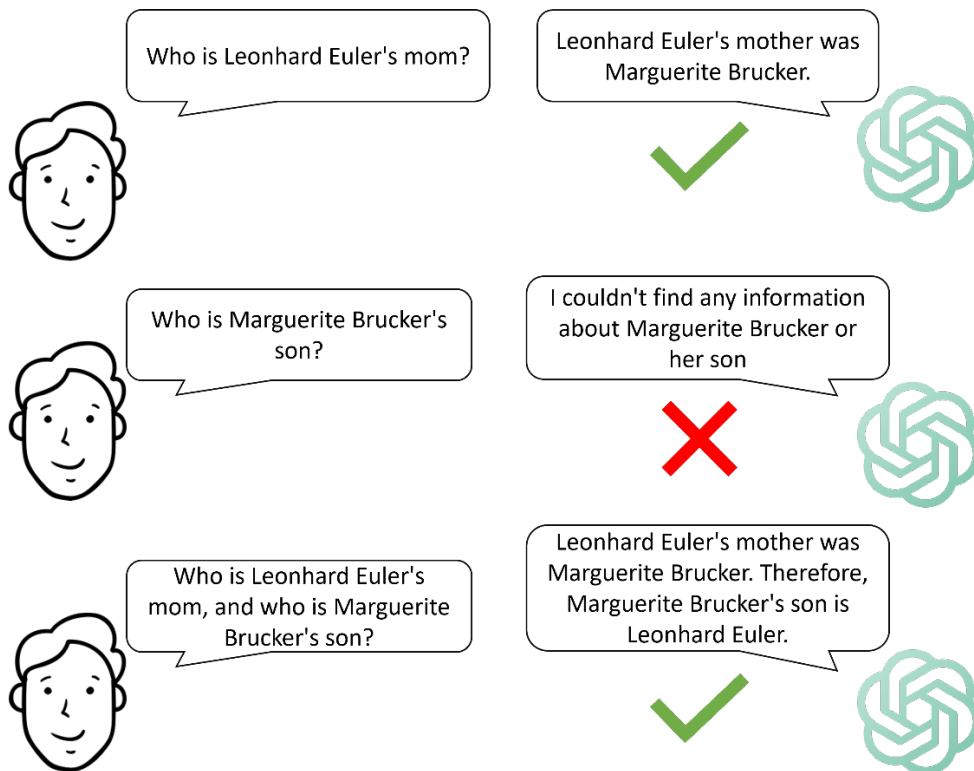 Who is Leonhard Euler's mom?
Leonhard Euler's mother was
Marguerite Brucker.
Who is Marguerite Brucker's
son?
I couldn't find any information
about Marguerite Brucker or
her son
Who is Leonhard Euler's
mom, and who is Marguerite
Brucker's son?
Leonhard Euler's mother was
Marguerite Brucker. Therefore,
Marguerite Brucker's son is
Leonhard Euler.